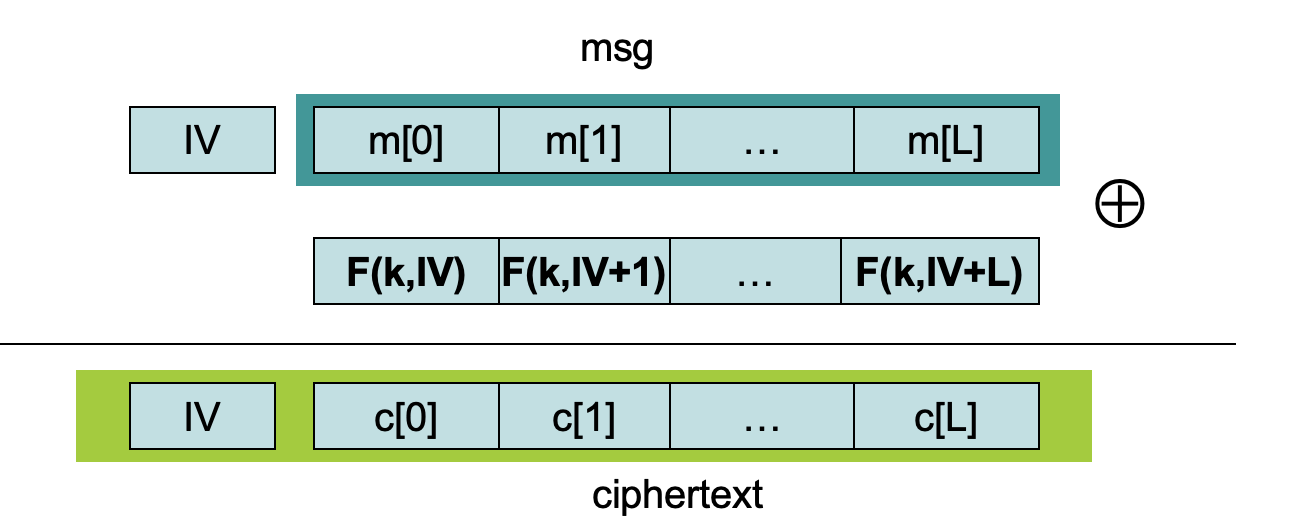 msg
IV m[0] m[1] … m[L]
⊕
F(k,IV) F(k,IV+1) … F(k,IV+L)
IV c[0] c[1] … c[L]
ciphertext